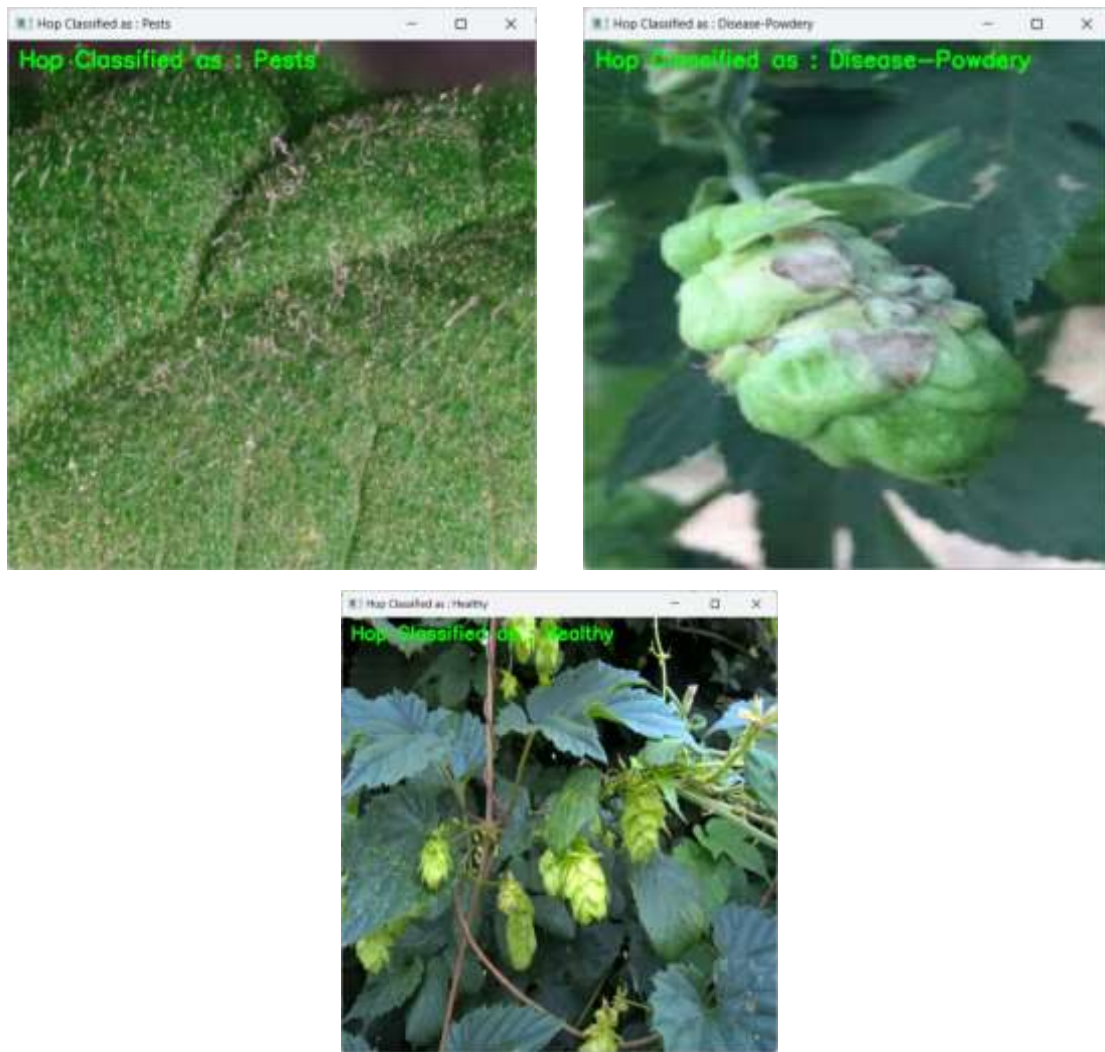 Hop Classified as : Pests
Hop Classified as : Disease-Powdery
Hop Classified as : Pests
Hop Classified as : Disease-Powdery
Hop Classified as : Healthy
Hop Classified as : Healthy